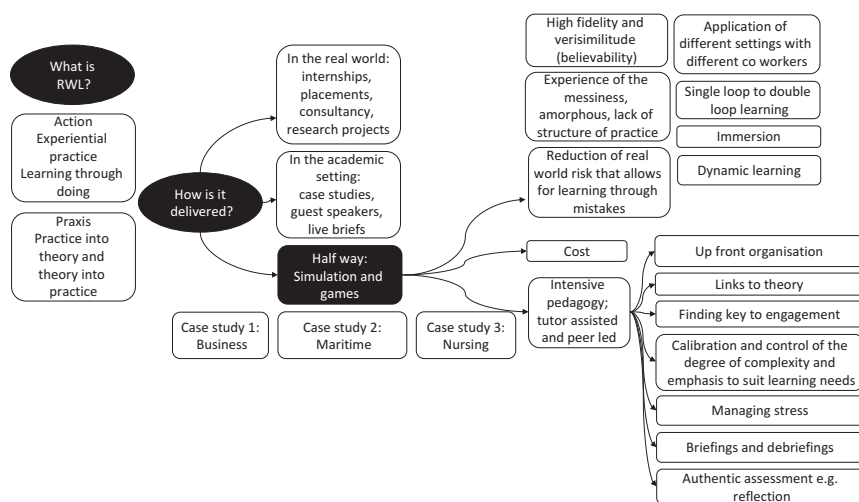 What is
RWL?
Action
Experiential
practice
Learning through
doing
Praxis
Practice into
theory and
theory into
practice
How is it
delivered?
In the real world:
internships,
placements,
consultancy,
research projects
In the academic
setting:
case studies,
guest speakers,
live briefs
Half way:
Simulation and
games
Case study 1:
Business
Case study 2:
Maritime
Case study 3:
Nursing
High fidelity and
verisimilitude
(believability)
Experience of the
messiness,
amorphous, lack of
structure of practice
Reduction of real
world risk that allows
for learning through
mistakes
Application of
different settings with
different co workers
Single loop to double
loop learning
Immersion
Dynamic learning
Cost
Intensive
pedagogy;
tutor assisted
and peer led
Up front organisation
Links to theory
Finding key to engagement
Calibration and control of the
degree of complexity and
emphasis to suit learning needs
Managing stress
Briefings and debriefings
Authentic assessment e.g.
reflection